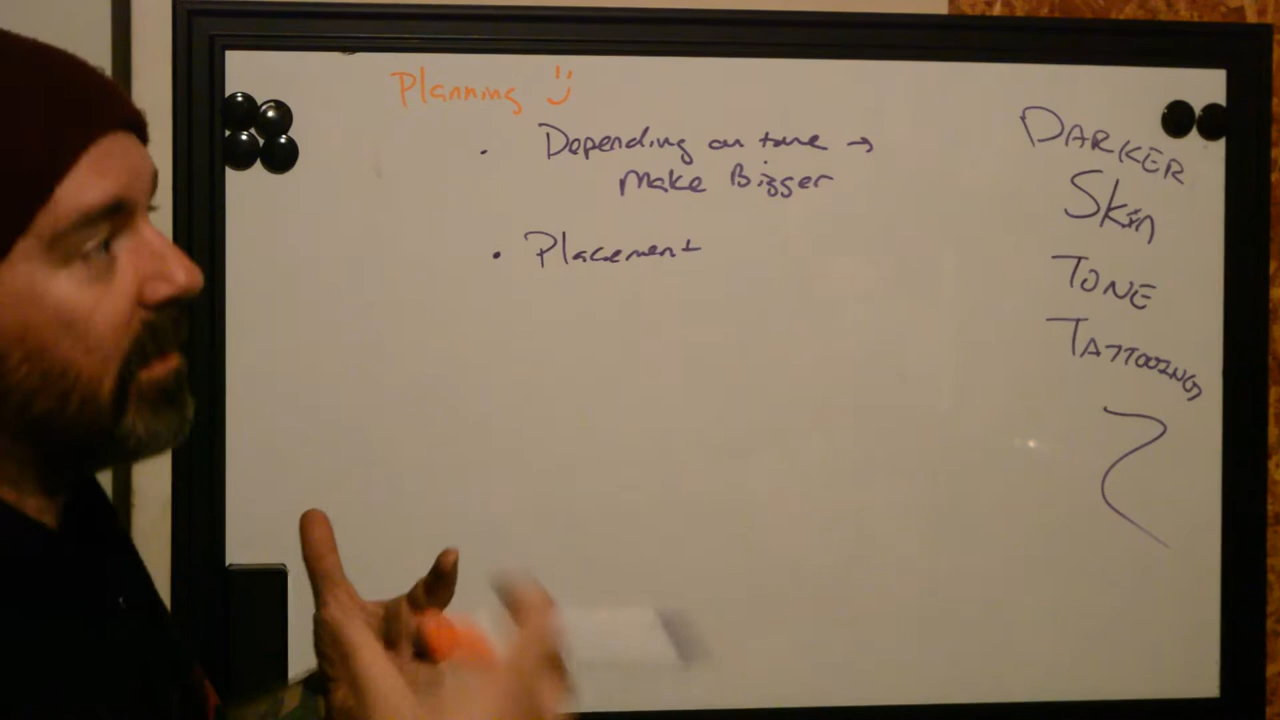 Planning
• Depending on tone →
Make Bigger
• Placement
DARKER
Skin
TONE
TATTOOING